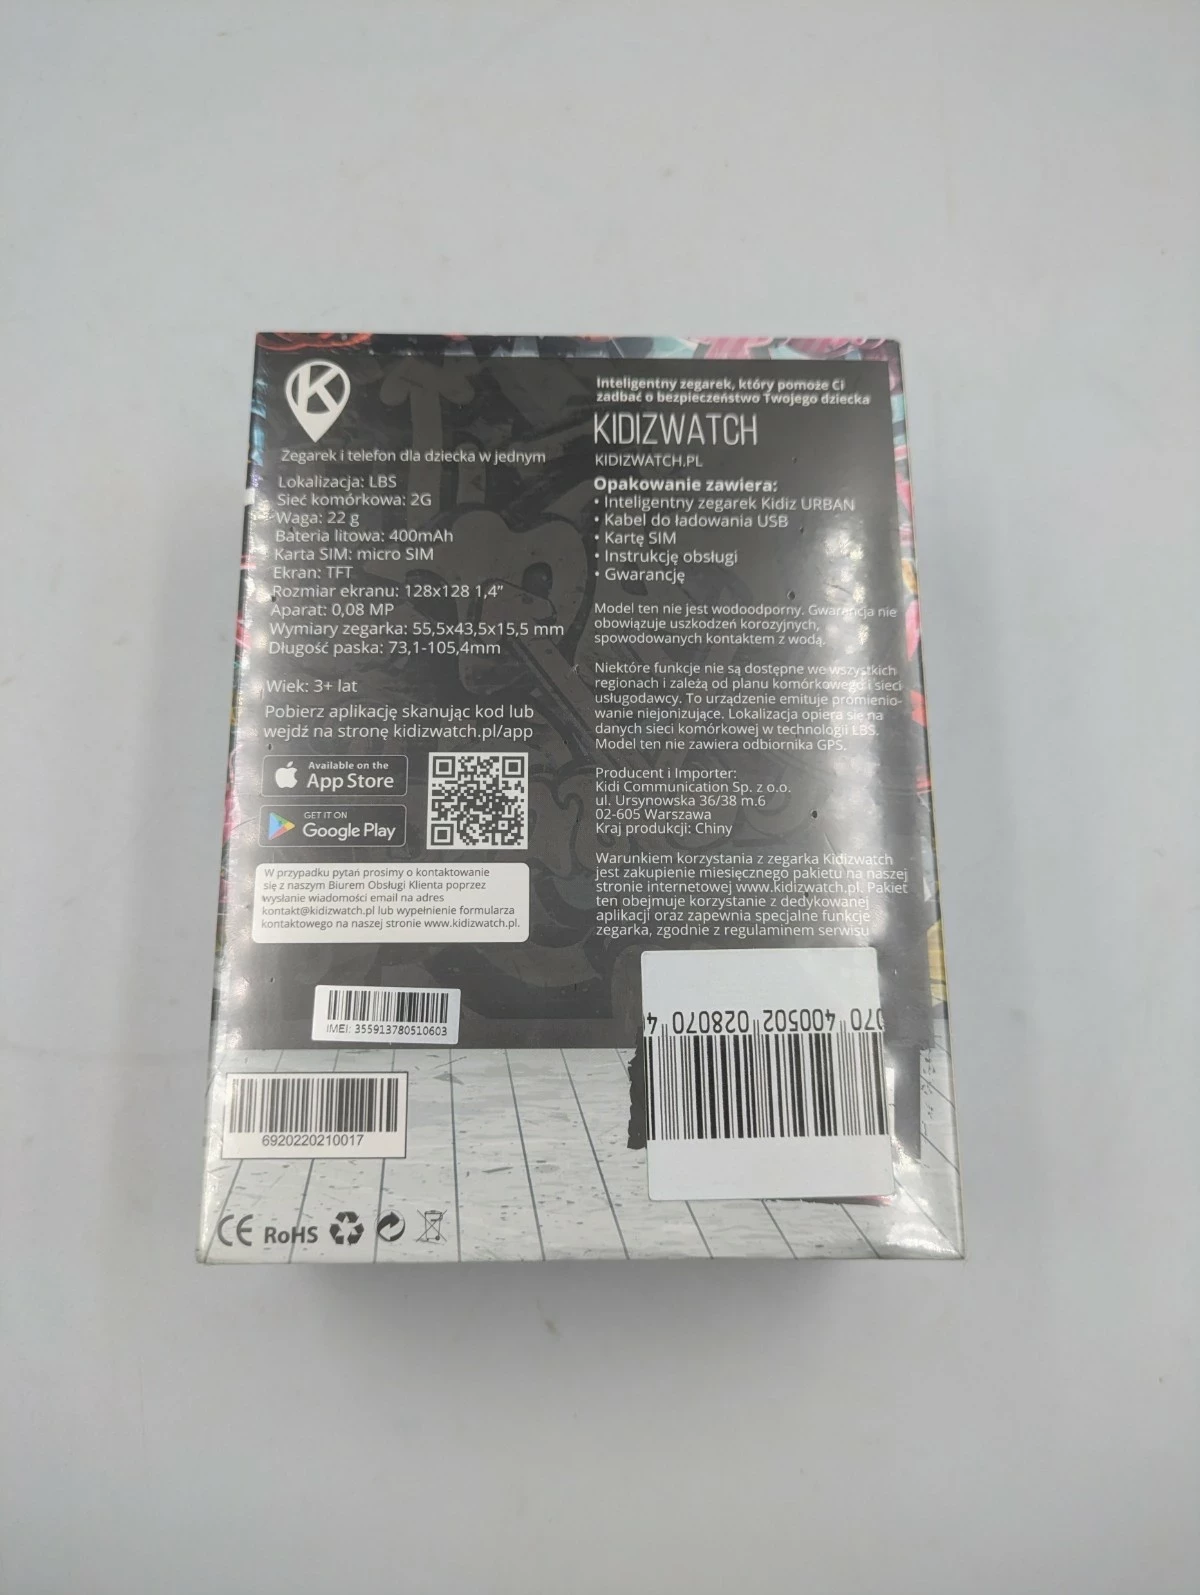 K
Zegarek i telefon dla dziecka w jednym
Lokalizacja: LBS
Sieć komórkowa: 2G
Waga: 22 g
Bateria litowa: 400mAh
Karta SIM: micro SIM
Ekran: TFT
Rozmiar ekranu: 128x128 1,4"
Aparat: 0,08 MP
Wymiary zegarka: 55,5x43,5x15,5 mm
Długość paska: 73,1-105,4mm
Wiek: 3+ lat
Pobierz aplikację skanując kod lub
wejdź na stronę kidizwatch.pl/app
Available on the
App Store
GET IT ON
Google Play
W przypadku pytań prosimy o kontaktowanie
się z naszym Biurem Obsługi Klienta poprzez
wysłanie wiadomości email na adres
kontakt@kidizwatch.pl lub wypełnienie formularza
kontaktowego na naszej stronie www.kidizwatch.pl.
IMEI: 355913780510603
6920220210017
CE RoHS
Inteligentny zegarek, który pomoże Ci
zadbać o bezpieczeństwo Twojego dziecka
KIDIZWATCH
KIDIZWATCH.PL
Opakowanie zawiera:
• Inteligentny zegarek Kidiz URBAN
• Kabel do ładowania USB
• Kartę SIM
• Instrukcję obsługi
• Gwarancję
Model ten nie jest wodoodporny. Gwarancja nie
obowiązuje uszkodzeń korozyjnych,
spowodowanych kontaktem z wodą.
Niektóre funkcje nie są dostępne we wszystkich
regionach i zależą od planu komórkowego i sieci
usługodawcy. To urządzenie emituje promienio-
wanie niejonizujące. Lokalizacja opiera się na
danych sieci komórkowej w technologii LBS.
Model ten nie zawiera odbiornika GPS.
Producent i Importer:
Kidi Communication Sp. z o.o.
ul. Ursynowska 36/38 m.6
02-605 Warszawa
Kraj produkcji: Chiny
Warunkiem korzystania z zegarka Kidizwatch
jest zakupienie miesięcznego pakietu na naszej
stronie internetowej www.kidizwatch.pl. Pakiet
ten obejmuje korzystanie z dedykowanej
aplikacji oraz zapewnia specjalne funkcje
zegarka, zgodnie z regulaminem serwisu
070 4 400502 028070 4